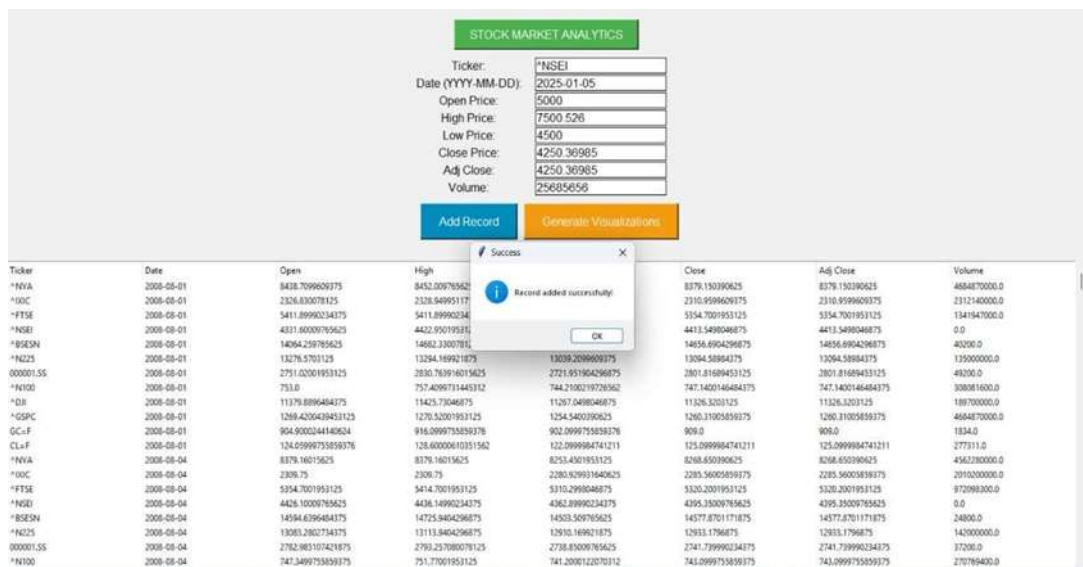 STOCK MARKET ANALYTICS
Ticker: ^NSEI
Date (YYYY-MM-DD): 2025-01-05
Open Price: 5000
High Price: 7500.526
Low Price: 4500
Close Price: 4250.36985
Adj Close: 4250.36985
Volume: 25685656
Add Record Generate Visualizations
Success
Record added successfully!
OK
Ticker Date Open High Close Adj Close Volume
^NYA 2008-08-01 8438.7099609375 8379.150390625 8379.150390625 4684870000.0
2008-08-01 2326.830078125 2310.9599609375 2310.9599609375 2312140000.0
^FTSE 2008-08-01 5411.89990234375 5354.7001953125 5354.7001953125 1341947000.0
^NSEI 2008-08-01 4331.60009765625 4413.5498046875 4413.5498046875 0.0
^BSESN 2008-08-01 14064.259765625 14656.6904296875 14656.6904296875 40200.0
^N225 2008-08-01 13276.5703125 13294.169921875 13039.2099609375 13094.58984375 13094.58984375 135000000.0
000001.SS 2008-08-01 2751.02001953125 2830.763916015625 2721.951904296875 2801.81689453125 2801.81689453125 49200.0
^N100 2008-08-01 753.0 757.4099731445312 744.2100219726562 747.1400146484375 747.1400146484375 308081600.0
^DJI 2008-08-01 11379.8896484375 11425.73046875 11267.0498046875 11326.3203125 11326.3203125 189700000.0
^GSPC 2008-08-01 1269.4200439453125 1270.52001953125 1254.5400390625 1260.31005859375 1260.31005859375 4684870000.0
GC=F 2008-08-01 904.9000244140624 916.0999755859376 902.0999755859376 909.0 909.0 1834.0
CL=F 2008-08-01 124.05999755859376 128.60000610351562 122.0999984741211 125.0999984741211 125.0999984741211 277311.0
^NYA 2008-08-04 8379.16015625 8379.16015625 8253.4501953125 8268.650390625 8268.650390625 4562280000.0
2008-08-04 2309.75 2309.75 2280.929931640625 2285.56005859375 2285.56005859375 2010200000.0
^FTSE 2008-08-04 5354.7001953125 5414.7001953125 5310.2998046875 5320.2001953125 5320.2001953125 972098300.0
^NSEI 2008-08-04 4426.10009765625 4436.14990234375 4362.89990234375 4395.35009765625 4395.35009765625 0.0
^BSESN 2008-08-04 14594.6396484375 14725.9404296875 14503.509765625 14577.8701171875 14577.8701171875 24800.0
^N225 2008-08-04 13083.2802734375 13113.9404296875 12910.169921875 12933.1796875 12933.1796875 142000000.0
000001.SS 2008-08-04 2782.983107421875 2793.257080078125 2738.85009765625 2741.739990234375 2741.739990234375 37200.0
^N100 2008-08-04 747.3499755859375 751.77001953125 741.2000122070312 743.0999755859375 743.0999755859375 270769400.0